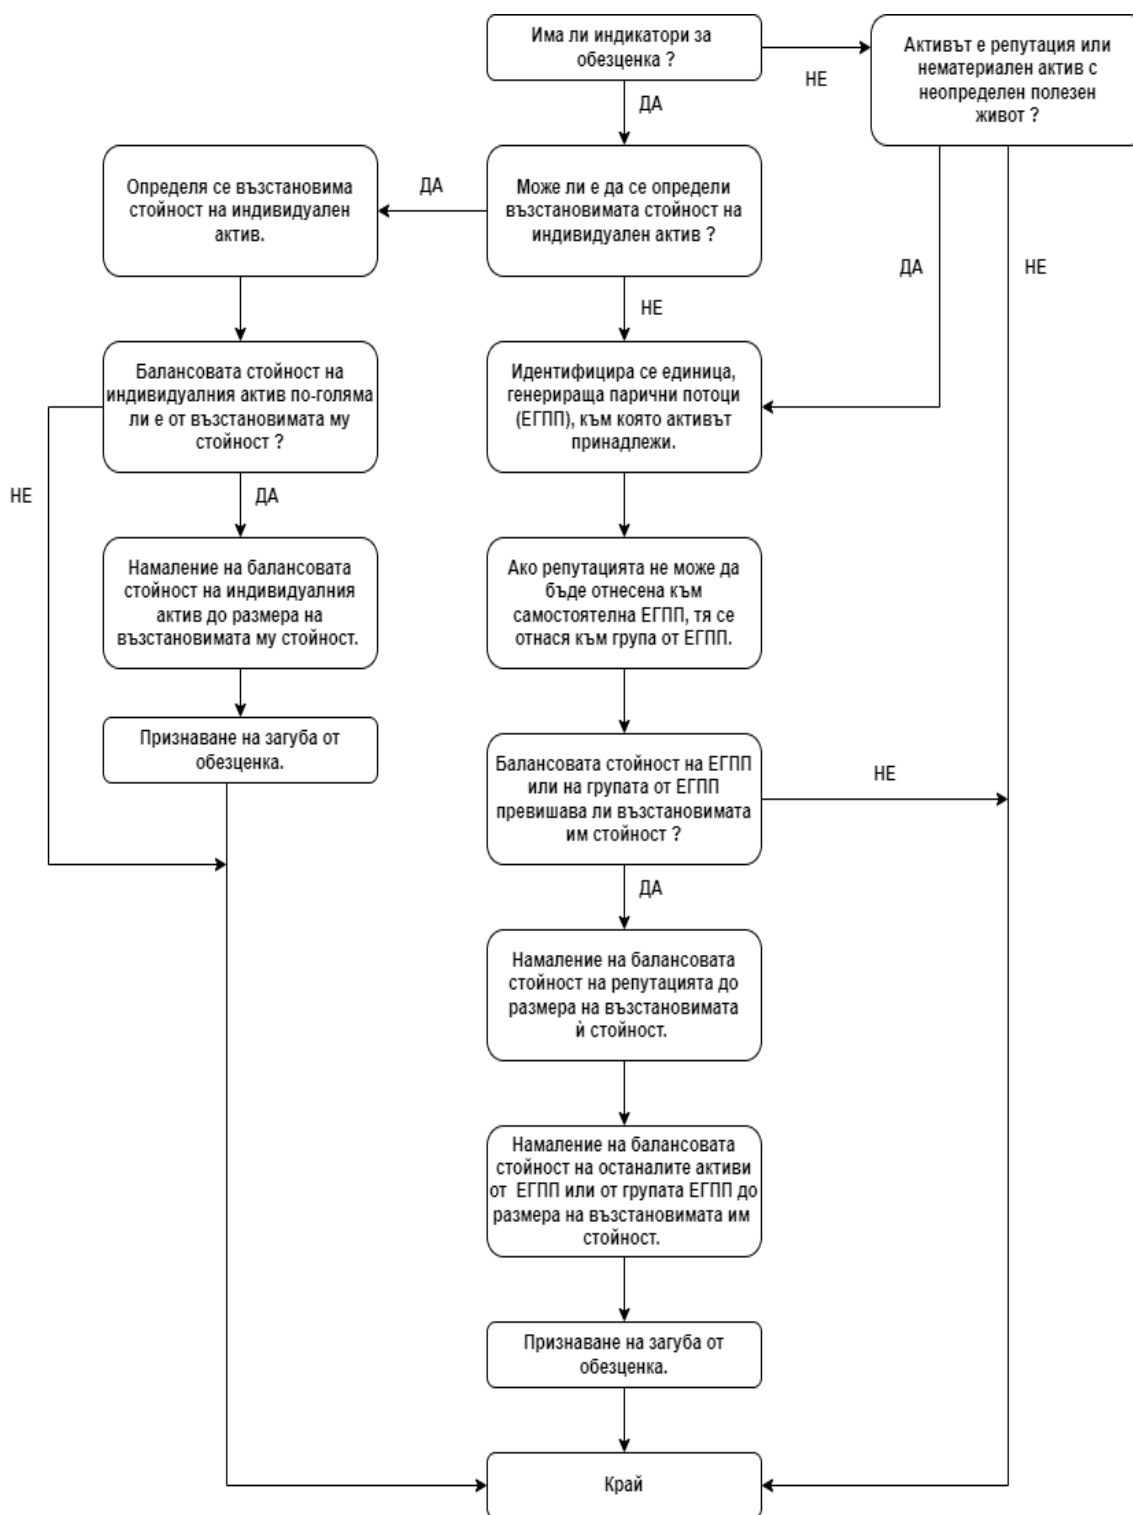 Има ли индикатори за
обезценка ?
НЕ
Активът е репутация или
нематериален актив с
неопределен полезен
живот ?
ДА
Определя се възстановима
стойност на индивидуален
актив.
ДА
Може ли е да се определи
възстановимата стойност на
индивидуален актив ?
ДА
НЕ
НЕ
Балансовата стойност на
индивидуалния актив по-голяма
ли е от възстановимата му
стойност ?
Идентифицира се единица,
генерираща парични потоци
(ЕГПП), към която активът
принадлежи.
НЕ
ДА
Намаление на балансовата
стойност на индивидуалния
актив до размера на
възстановимата му стойност.
Ако репутацията не може да
бъде отнесена към
самостоятелна ЕГПП, тя се
отнася към група от ЕГПП.
Признаване на загуба от
обезценка.
Балансовата стойност на ЕГПП
или на групата от ЕГПП
превишава ли възстановимата
им стойност ?
НЕ
ДА
Намаление на балансовата
стойност на репутацията до
размера на възстановимата
ѝ стойност.
Намаление на балансовата
стойност на останалите активи
от ЕГПП или от групата ЕГПП до
размера на възстановимата им
стойност.
Признаване на загуба от
обезценка.
Край